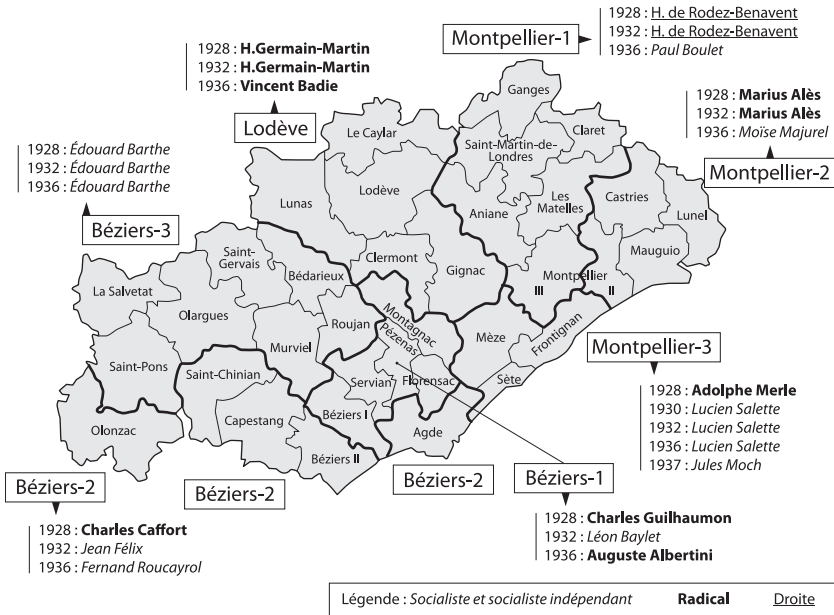 1928 : H. de Rodez-Benavent
1932 : H. de Rodez-Benavent
1936 : Paul Boulet
Montpellier-1
1928 : H.Germain-Martin
1932 : H.Germain-Martin
1936 : Vincent Badie
Lodève
1928 : Marius Alès
1932 : Marius Alès
1936 : Moïse Majurel
Montpellier-2
1928 : Édouard Barthe
1932 : Édouard Barthe
1936 : Édouard Barthe
Béziers-3
Ganges
Claret
Le Caylar
Saint-Martin-de-
Londres
Lunas
Lodève
Aniane
Les
Matelles
Castries
Lunel
Mauguio
Saint-
Gervais
Bédarieux
Clermont
Gignac
Montpellier
III
II
La Salvetat
Olargues
Roujan
Montagnac
Pézenas
Mèze
Frontignan
Saint-Pons
Murviel
Saint-Chinian
Servian
Florensac
Sète
Olonzac
Capestang
Béziers I
Agde
Béziers II
Montpellier-3
1928 : Adolphe Merle
1930 : Lucien Salette
1932 : Lucien Salette
1936 : Lucien Salette
1937 : Jules Moch
Béziers-2
Béziers-2
Béziers-2
Béziers-1
1928 : Charles Caffort
1932 : Jean Félix
1936 : Fernand Roucayrol
1928 : Charles Guilhaumon
1932 : Léon Baylet
1936 : Auguste Albertini
Légende : Socialiste et socialiste indépendant Radical Droite